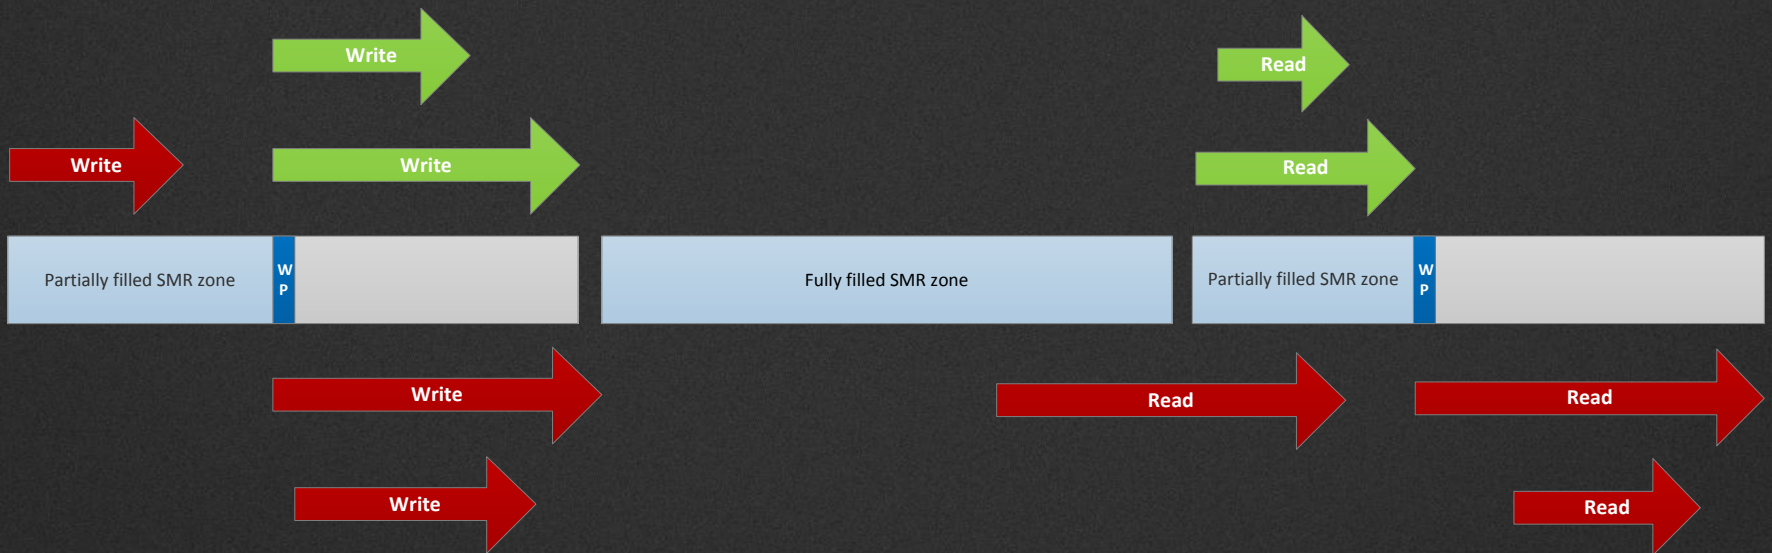 Write
Read
Write
Write
Read
Partially filled SMR zone
W
P
Fully filled SMR zone
Partially filled SMR zone
W
P
Write
Read
Read
Write
Read